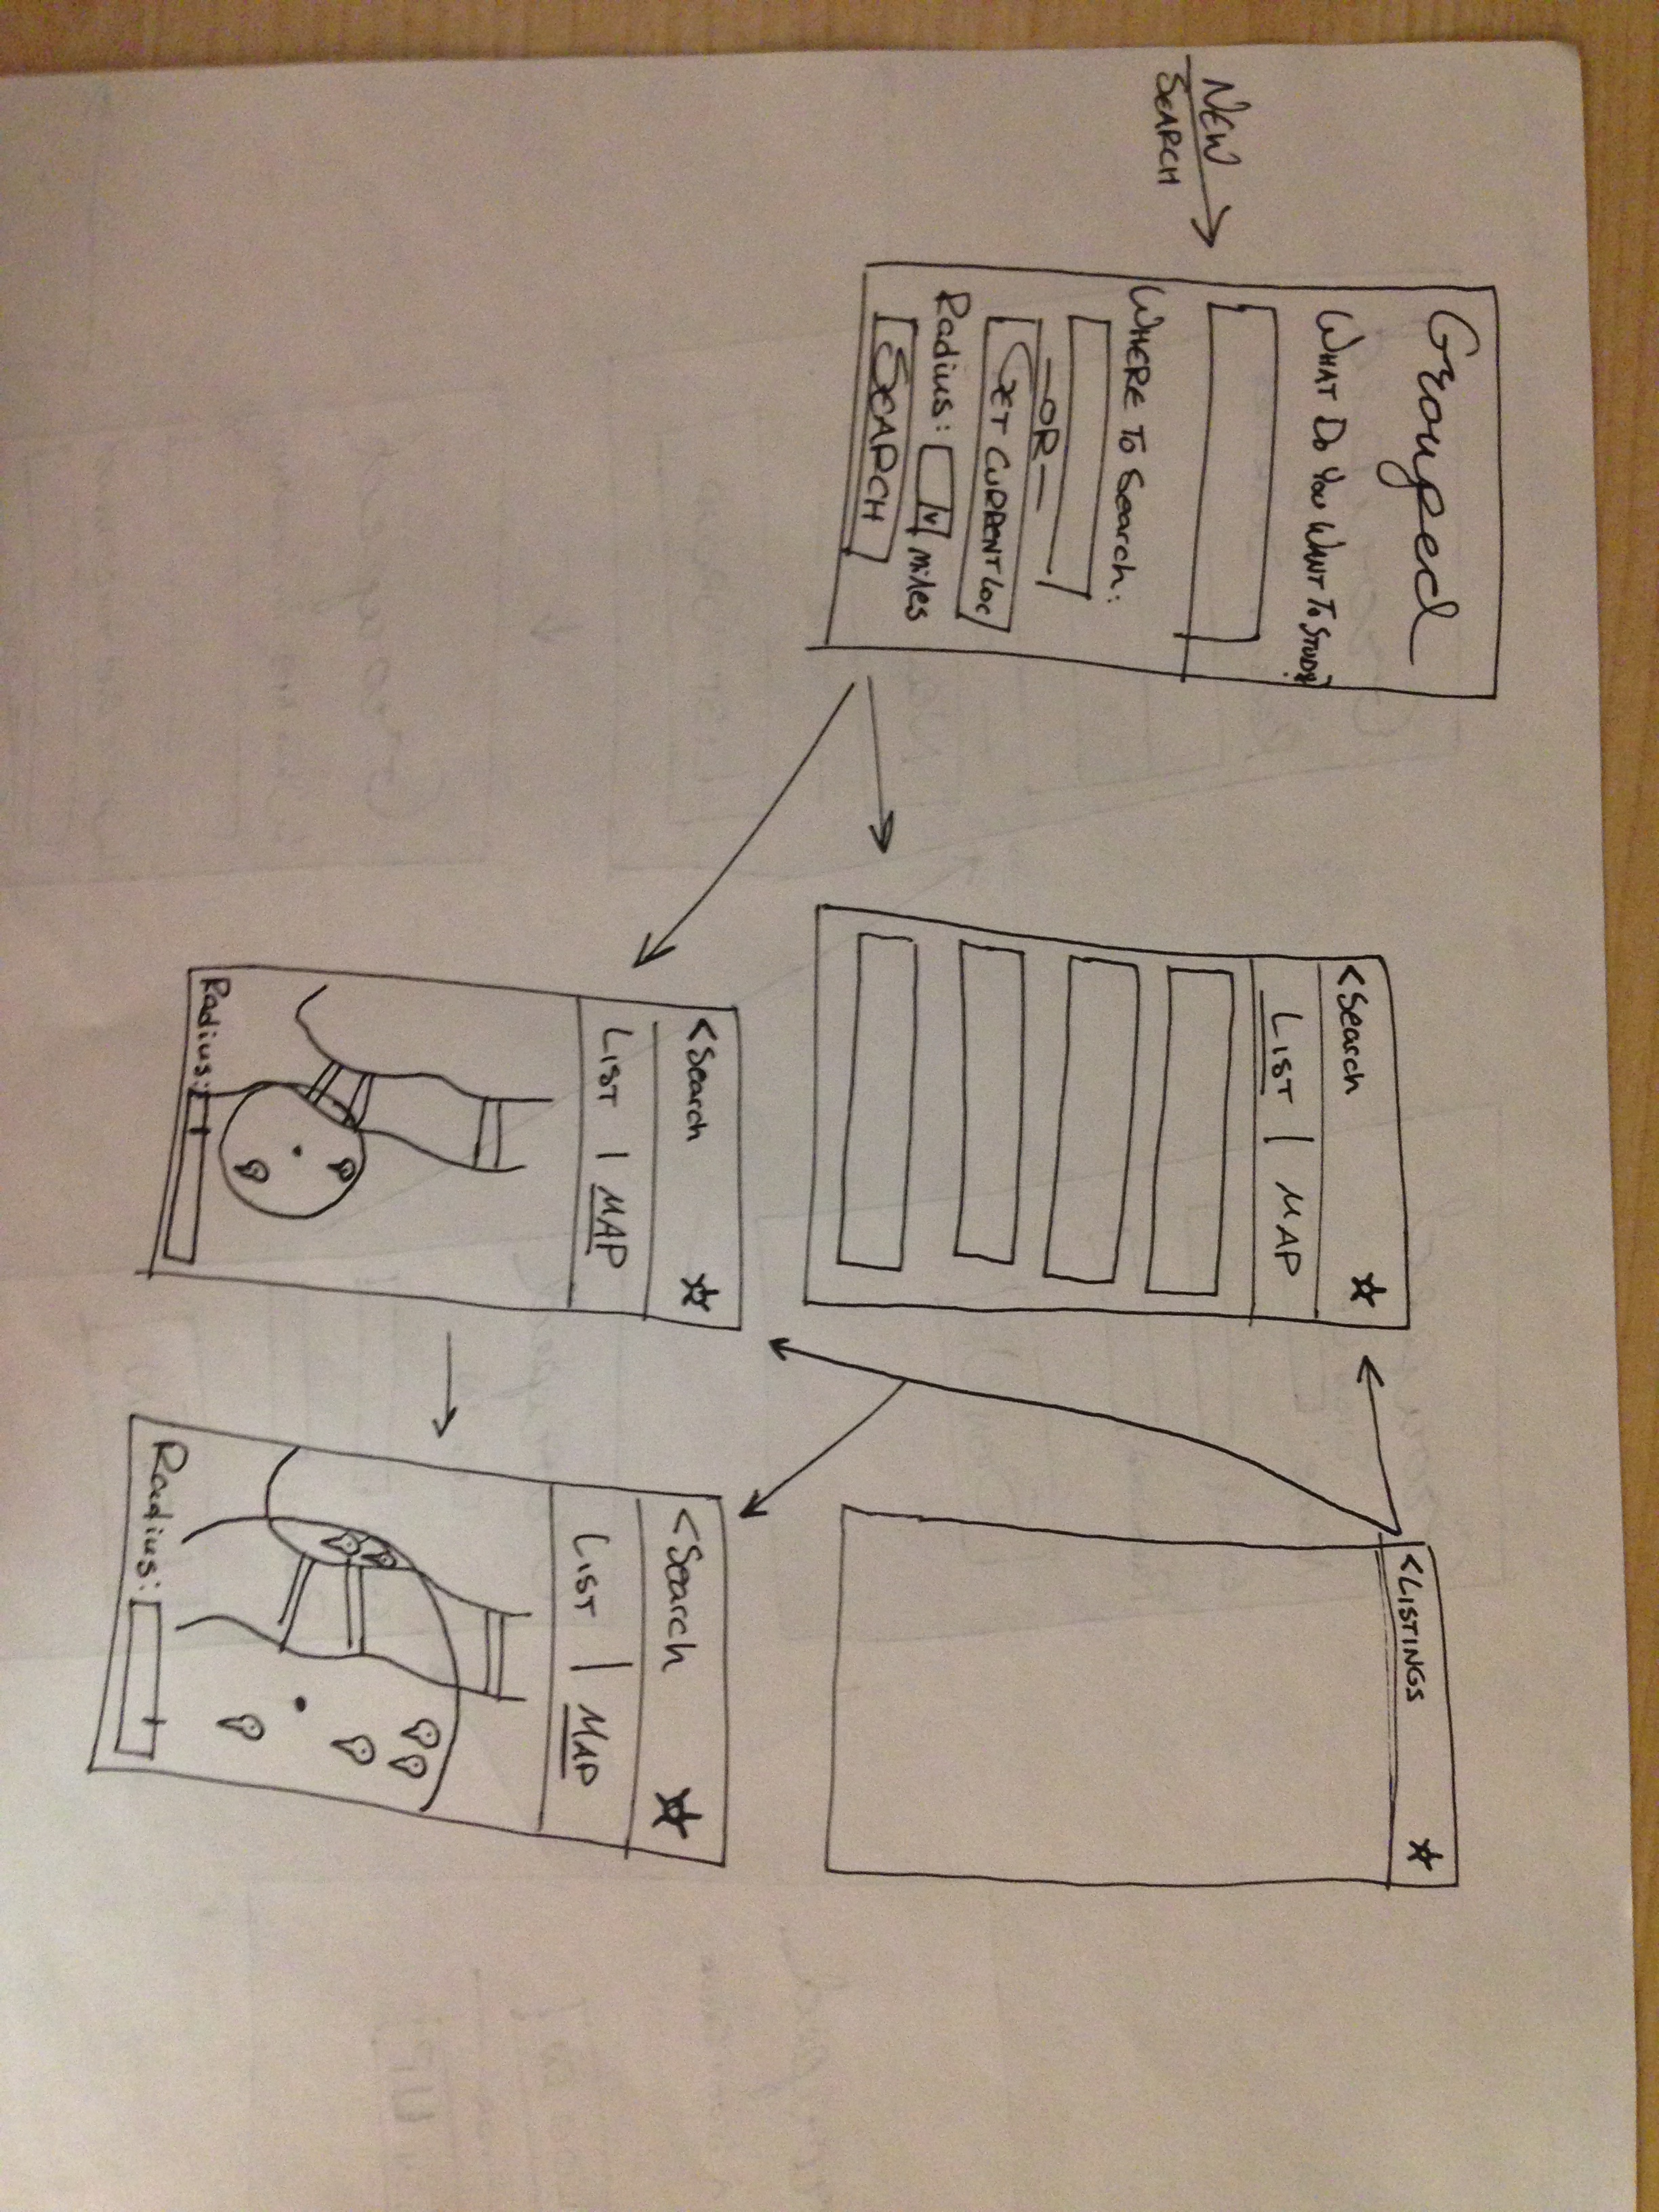 NEW
SEARCH
Grouped
WHAT DO YOU WANT TO STUDY?
WHERE TO Search:
—OR—
GET CURRENT LOC
Radius: miles
SEARCH
<Search
LIST | MAP
<LISTINGS
<Search
LIST | MAP
Radius:
<Search
LIST | MAP
Radius: